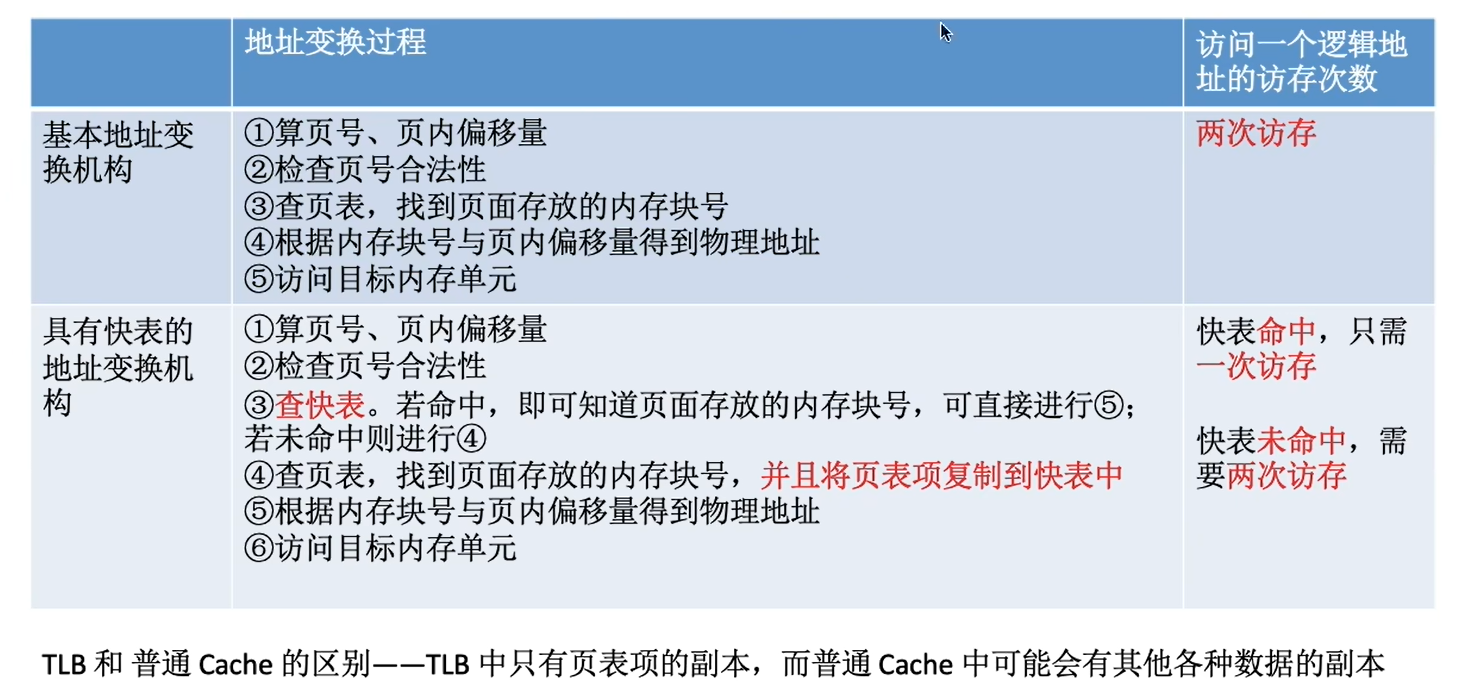 地址变换过程
访问一个逻辑地
址的访存次数
基本地址变
换机构
①算页号、页内偏移量
②检查页号合法性
③查页表，找到页面存放的内存块号
④根据内存块号与页内偏移量得到物理地址
⑤访问目标内存单元
两次访存
具有快表的
地址变换机
构
①算页号、页内偏移量
②检查页号合法性
③查快表。若命中，即可知道页面存放的内存块号，可直接进行⑤；
若未命中则进行④
④查页表，找到页面存放的内存块号，并且将页表项复制到快表中
⑤根据内存块号与页内偏移量得到物理地址
⑥访问目标内存单元
快表命中，只需
一次访存
快表未命中，需
要两次访存
TLB 和 普通 Cache 的区别——TLB 中只有页表项的副本，而普通 Cache 中可能会有其他各种数据的副本